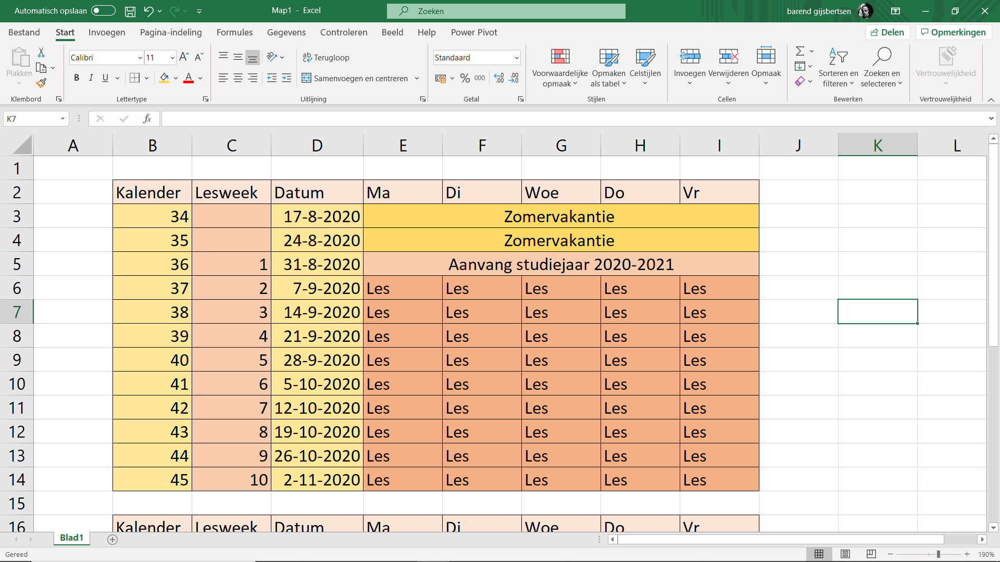 Automatisch opslaan Map1 - Excel Zoeken barend gijsbertsen
Bestand Start Invoegen Pagina-indeling Formules Gegevens Controleren Beeld Help Power Pivot Delen Opmerkingen
Plakken
Klembord
Calibri 11
B I U A
Lettertype
Terugloop
Samenvoegen en centreren
Uitlijning
Standaard
% 000
Getal
Voorwaardelijke opmaak
Opmaken als tabel
Celstijlen
Stijlen
Invoegen Verwijderen Opmaak
Cellen
Sorteren en filteren
Zoeken en selecteren
Bewerken
Vertrouwelijkheid
Vertrouwelijkheid
K7 fx
A B C D E F G H I J K L
1
2 Kalender Lesweek Datum Ma Di Woe Do Vr
3 34 17-8-2020 Zomervakantie
4 35 24-8-2020 Zomervakantie
5 36 1 31-8-2020 Aanvang studiejaar 2020-2021
6 37 2 7-9-2020 Les Les Les Les Les
7 38 3 14-9-2020 Les Les Les Les Les
8 39 4 21-9-2020 Les Les Les Les Les
9 40 5 28-9-2020 Les Les Les Les Les
10 41 6 5-10-2020 Les Les Les Les Les
11 42 7 12-10-2020 Les Les Les Les Les
12 43 8 19-10-2020 Les Les Les Les Les
13 44 9 26-10-2020 Les Les Les Les Les
14 45 10 2-11-2020 Les Les Les Les Les
15
16 Kalender Lesweek Datum Ma Di Woe Do Vr
Blad1
Gereed 190%